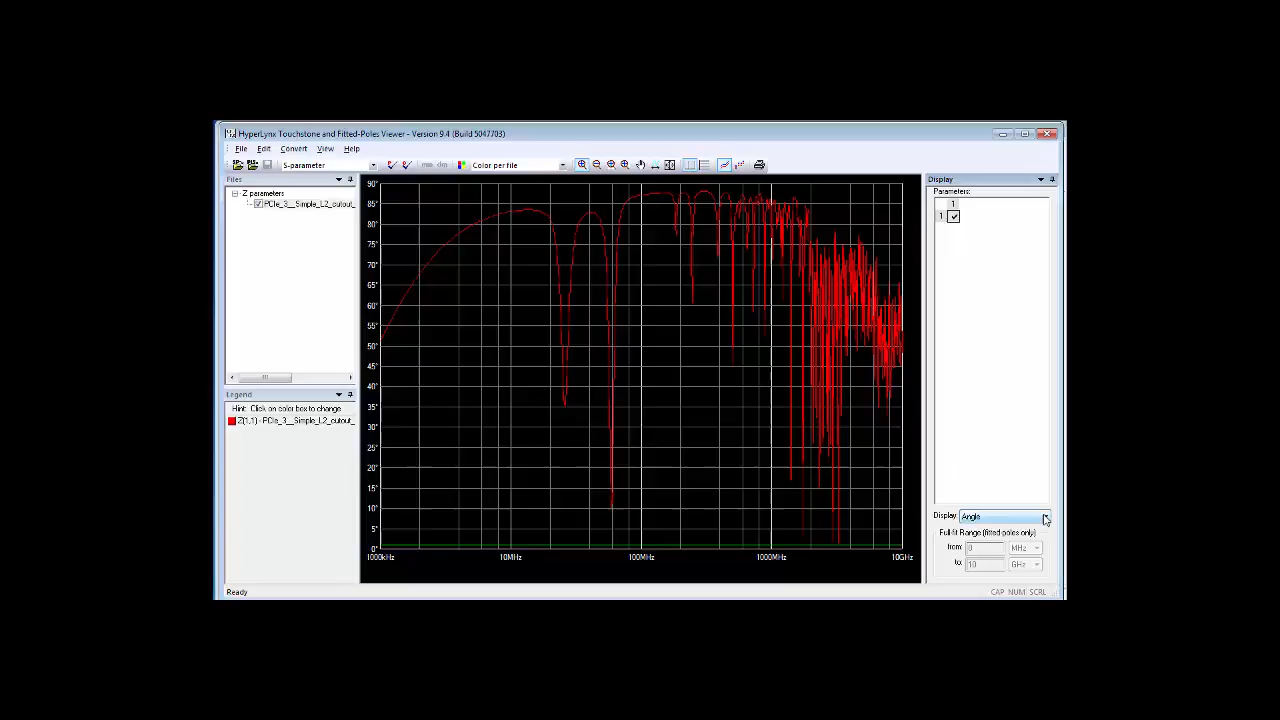 HyperLynx Touchstone and Fitted-Poles Viewer - Version 9.4 (Build 5047703)
File Edit Convert View Help
S-parameter
Color per file
Files
Z parameters
PCIe_3__Simple_L2_cutout_
Legend
Hint: Click on color box to change
Z(1,1) - PCIe_3__Simple_L2_cutout_
90°
85°
80°
75°
70°
65°
60°
55°
50°
45°
40°
35°
30°
25°
20°
15°
10°
5°
0°
1000kHz 10MHz 100MHz 1000MHz 10GHz
Display
Parameters:
1
1
Display: Angle
Full fit Range (fitted-poles only)
from: 0 MHz
to: 10 GHz
Ready
CAP NUM SCRL